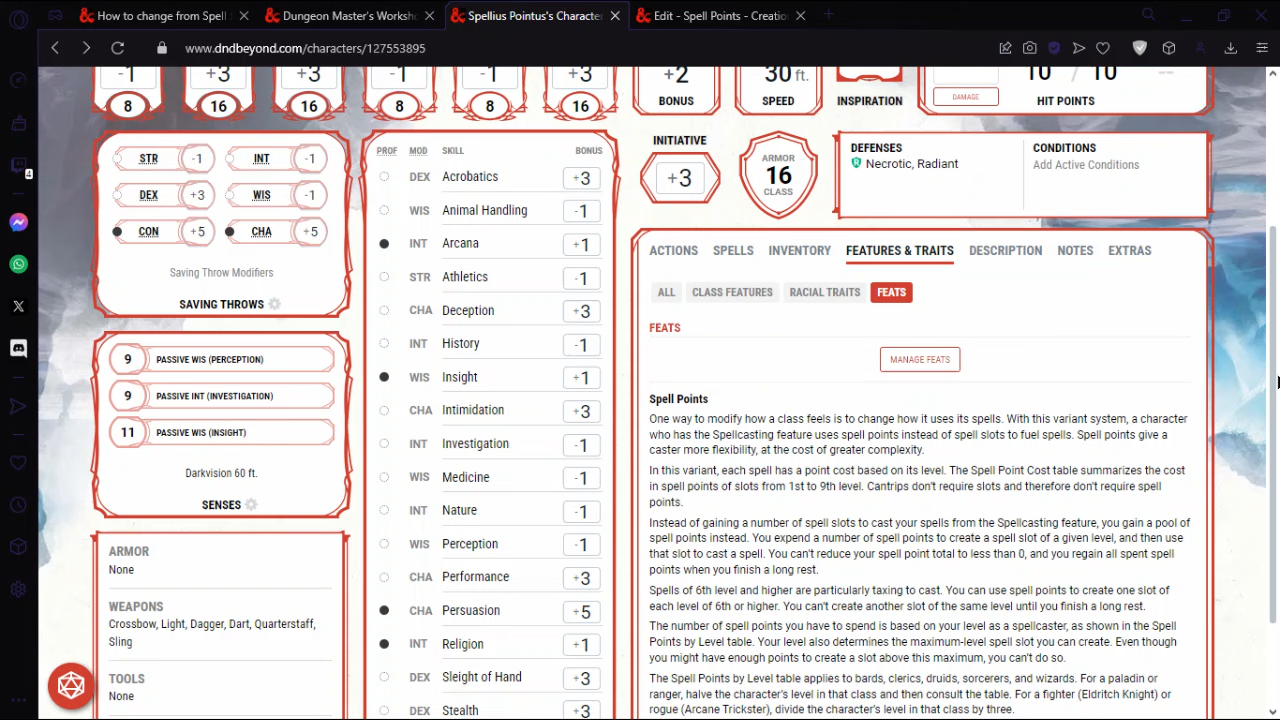 How to change from Spell
Dungeon Master's Worksh
Spellius Pointus's Characte
Edit - Spell Points - Creatio
www.dndbeyond.com/characters/127553895
-1
+3
+3
-1
-1
+3
8
16
16
8
8
16
+2
BONUS
30 ft.
SPEED
INSPIRATION
10 / 10
DAMAGE
HIT POINTS
STR -1
INT -1
DEX +3
WIS -1
CON +5
CHA +5
Saving Throw Modifiers
SAVING THROWS
9 PASSIVE WIS (PERCEPTION)
9 PASSIVE INT (INVESTIGATION)
11 PASSIVE WIS (INSIGHT)
Darkvision 60 ft.
SENSES
ARMOR
None
WEAPONS
Crossbow, Light, Dagger, Dart, Quarterstaff,
Sling
TOOLS
None
PROF MOD SKILL BONUS
DEX Acrobatics +3
WIS Animal Handling -1
INT Arcana +1
STR Athletics -1
CHA Deception +3
INT History -1
WIS Insight +1
CHA Intimidation +3
INT Investigation -1
WIS Medicine -1
INT Nature -1
WIS Perception -1
CHA Performance +3
CHA Persuasion +5
INT Religion +1
DEX Sleight of Hand +3
DEX Stealth +3
INITIATIVE
+3
ARMOR
16
CLASS
DEFENSES
Necrotic, Radiant
CONDITIONS
Add Active Conditions
ACTIONS SPELLS INVENTORY FEATURES & TRAITS DESCRIPTION NOTES EXTRAS
ALL CLASS FEATURES RACIAL TRAITS FEATS
FEATS
MANAGE FEATS
Spell Points
One way to modify how a class feels is to change how it uses its spells. With this variant system, a character
who has the Spellcasting feature uses spell points instead of spell slots to fuel spells. Spell points give a
caster more flexibility, at the cost of greater complexity.
In this variant, each spell has a point cost based on its level. The Spell Point Cost table summarizes the cost
in spell points of slots from 1st to 9th level. Cantrips don't require slots and therefore don't require spell
points.
Instead of gaining a number of spell slots to cast your spells from the Spellcasting feature, you gain a pool of
spell points instead. You expend a number of spell points to create a spell slot of a given level, and then use
that slot to cast a spell. You can't reduce your spell point total to less than 0, and you regain all spent spell
points when you finish a long rest.
Spells of 6th level and higher are particularly taxing to cast. You can use spell points to create one slot of
each level of 6th or higher. You can't create another slot of the same level until you finish a long rest.
The number of spell points you have to spend is based on your level as a spellcaster, as shown in the Spell
Points by Level table. Your level also determines the maximum-level spell slot you can create. Even though
you might have enough points to create a slot above this maximum, you can't do so.
The Spell Points by Level table applies to bards, clerics, druids, sorcerers, and wizards. For a paladin or
ranger, halve the character's level in that class and then consult the table. For a fighter (Eldritch Knight) or
rogue (Arcane Trickster), divide the character's level in that class by three.
4